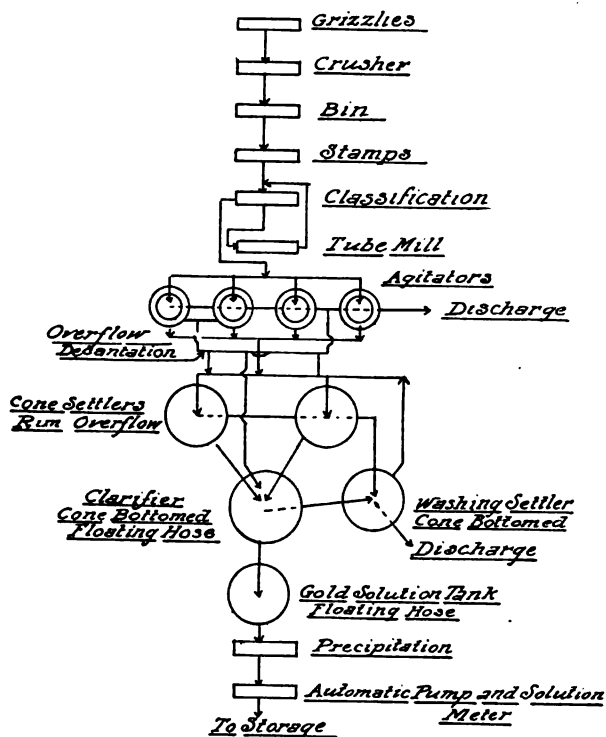 Grizzlies
Crusher
Bin
Stamps
Classification
Tube Mill
Agitators
Discharge
Overflow
Decantation
Cone Settlers
Run Overflow
Clarifier
Cone Bottomed
Floating Hose
Washing Settler
Cone Bottomed
Discharge
Gold Solution Tank
Floating Hose
Precipitation
Automatic Pump and Solution
Meter
To Storage